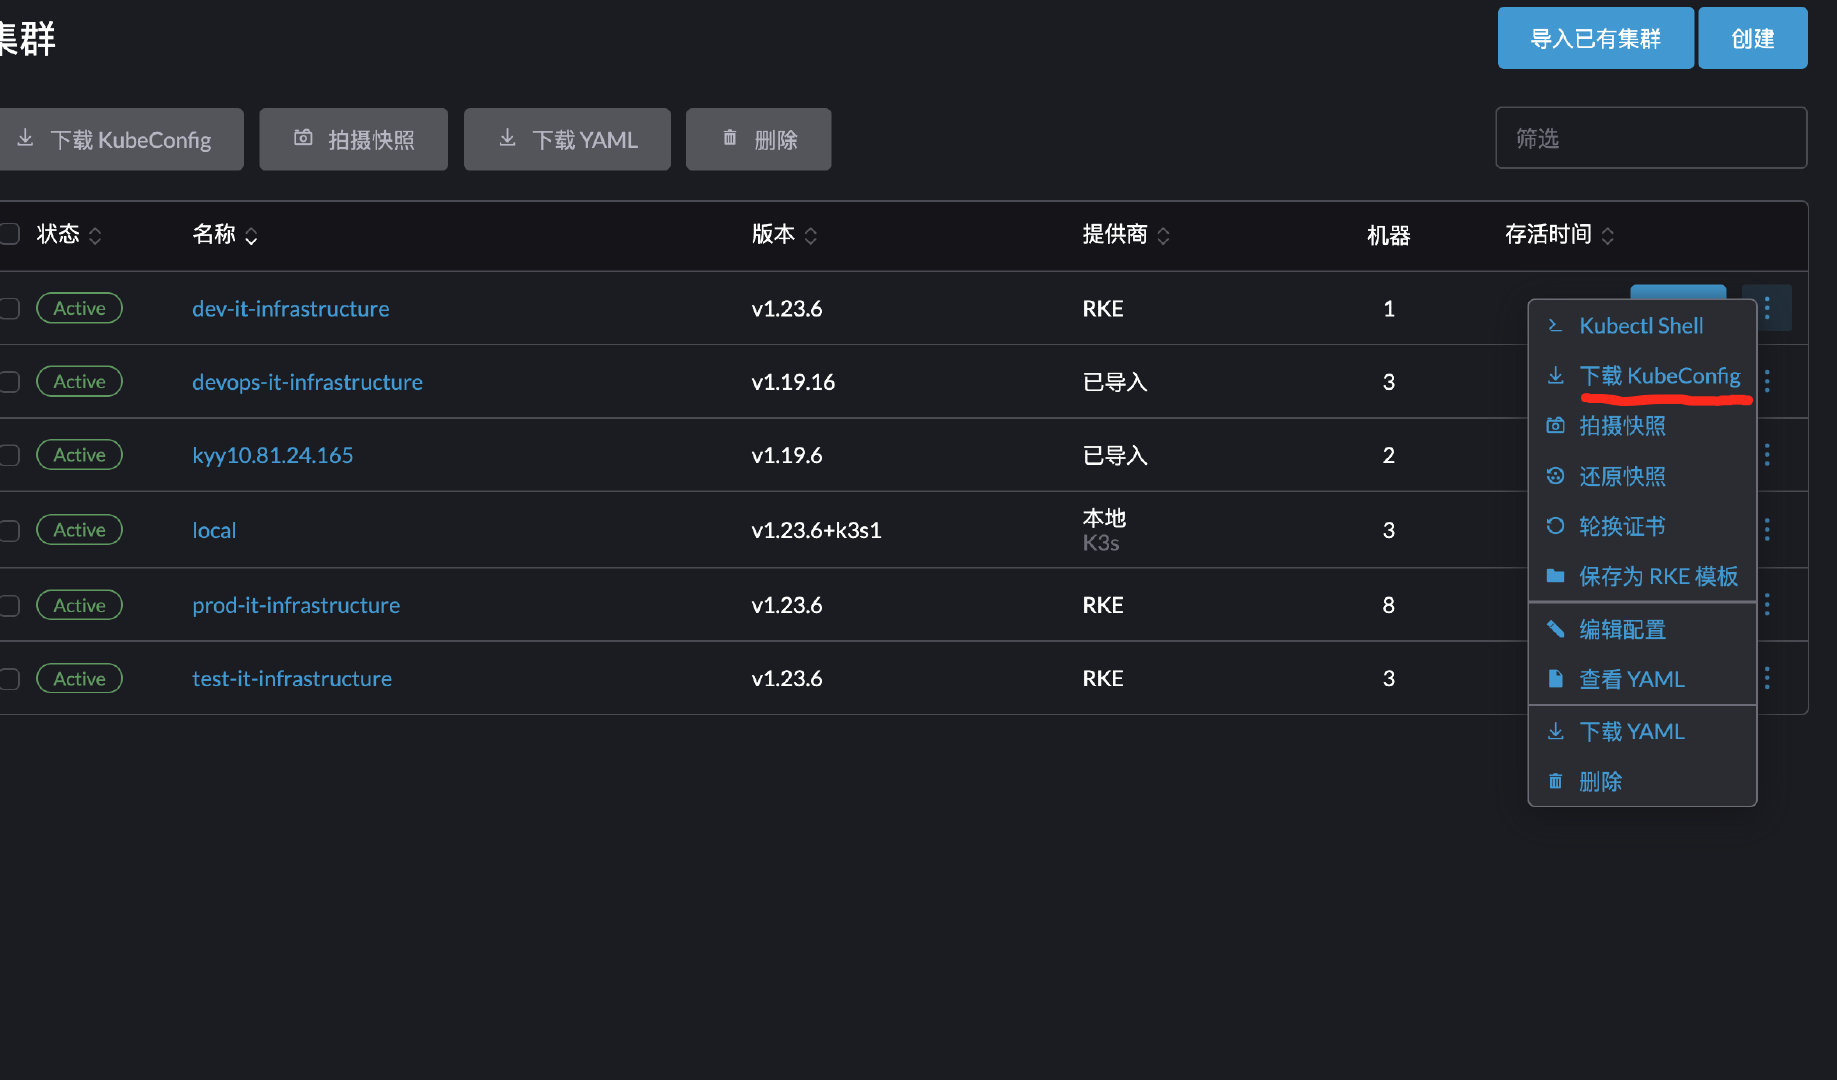 集群
导入已有集群 创建
下载 KubeConfig 拍摄快照 下载 YAML 删除 筛选
状态 名称 版本 提供商 机器 存活时间
Active dev-it-infrastructure v1.23.6 RKE 1
Active devops-it-infrastructure v1.19.16 已导入 3
Active kyy10.81.24.165 v1.19.6 已导入 2
Active local v1.23.6+k3s1 本地 3
K3s
Active prod-it-infrastructure v1.23.6 RKE 8
Active test-it-infrastructure v1.23.6 RKE 3
Kubectl Shell
下载 KubeConfig
拍摄快照
还原快照
轮换证书
保存为 RKE 模板
编辑配置
查看 YAML
下载 YAML
删除